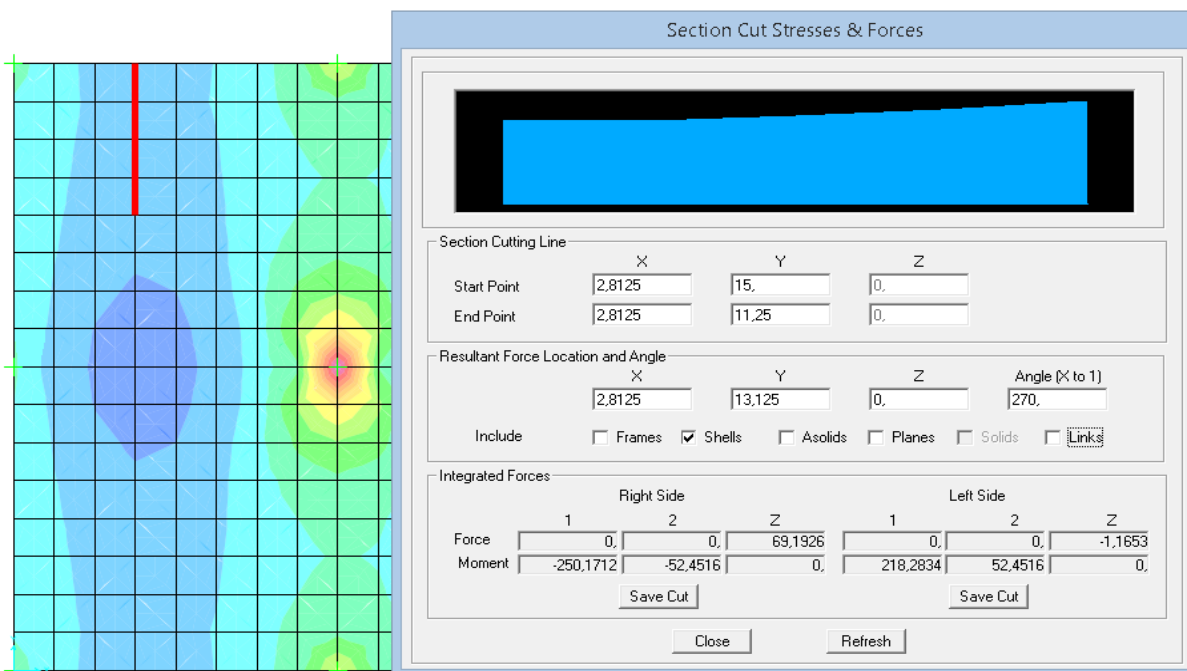 Section Cut Stresses & Forces
Section Cutting Line
X Y Z
Start Point 2,8125 15, 0,
End Point 2,8125 11,25 0,
Resultant Force Location and Angle
X Y Z Angle (X to 1)
2,8125 13,125 0, 270,
Include Frames Shells Asolids Planes Solids Links
Integrated Forces
Right Side Left Side
1 2 Z 1 2 Z
Force 0, 0, 69,1926 0, 0, -1,1653
Moment -250,1712 -52,4516 0, 218,2834 52,4516 0,
Save Cut Save Cut
Close Refresh